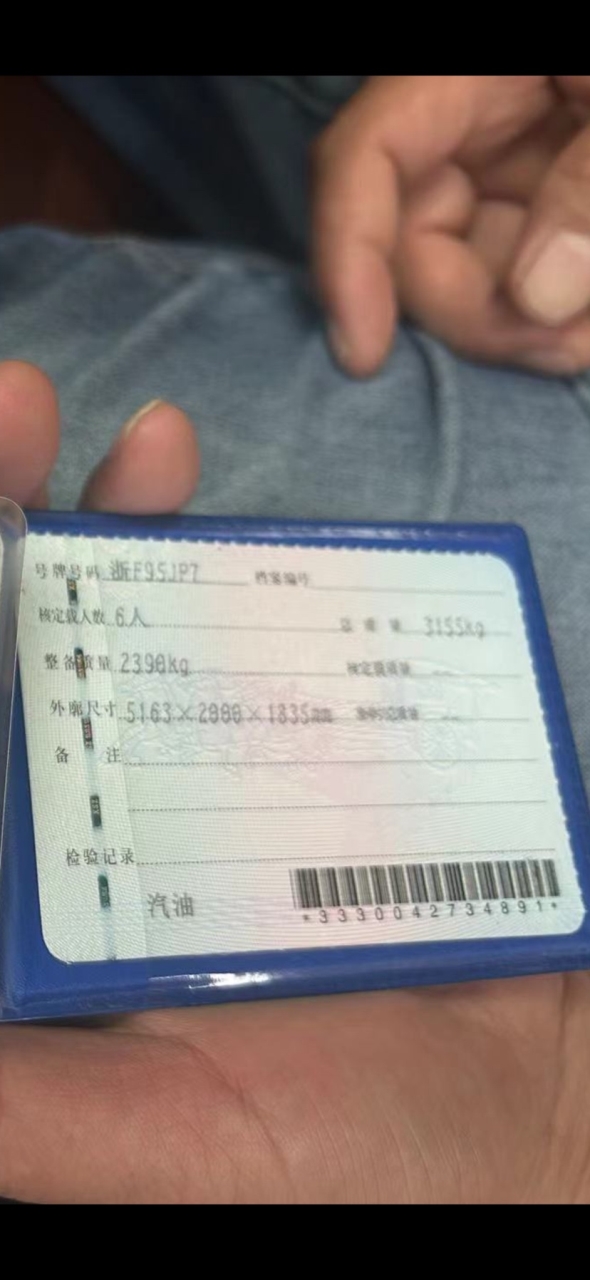 号牌号码 浙F95JP7 档案编号
核定载人数 6人 总质量 3155kg
整备质量 2390kg 核定载质量 --
外廓尺寸 5163×2000×1835mm 准牵引总质量 --
备注
检验记录
汽油
*3330042734891*